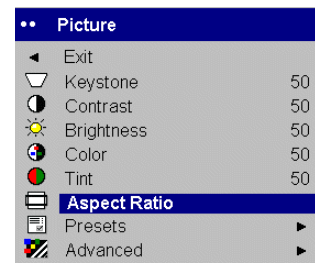 Picture
Exit
Keystone 50
Contrast 50
Brightness 50
Color 50
Tint 50
Aspect Ratio
Presets
Advanced